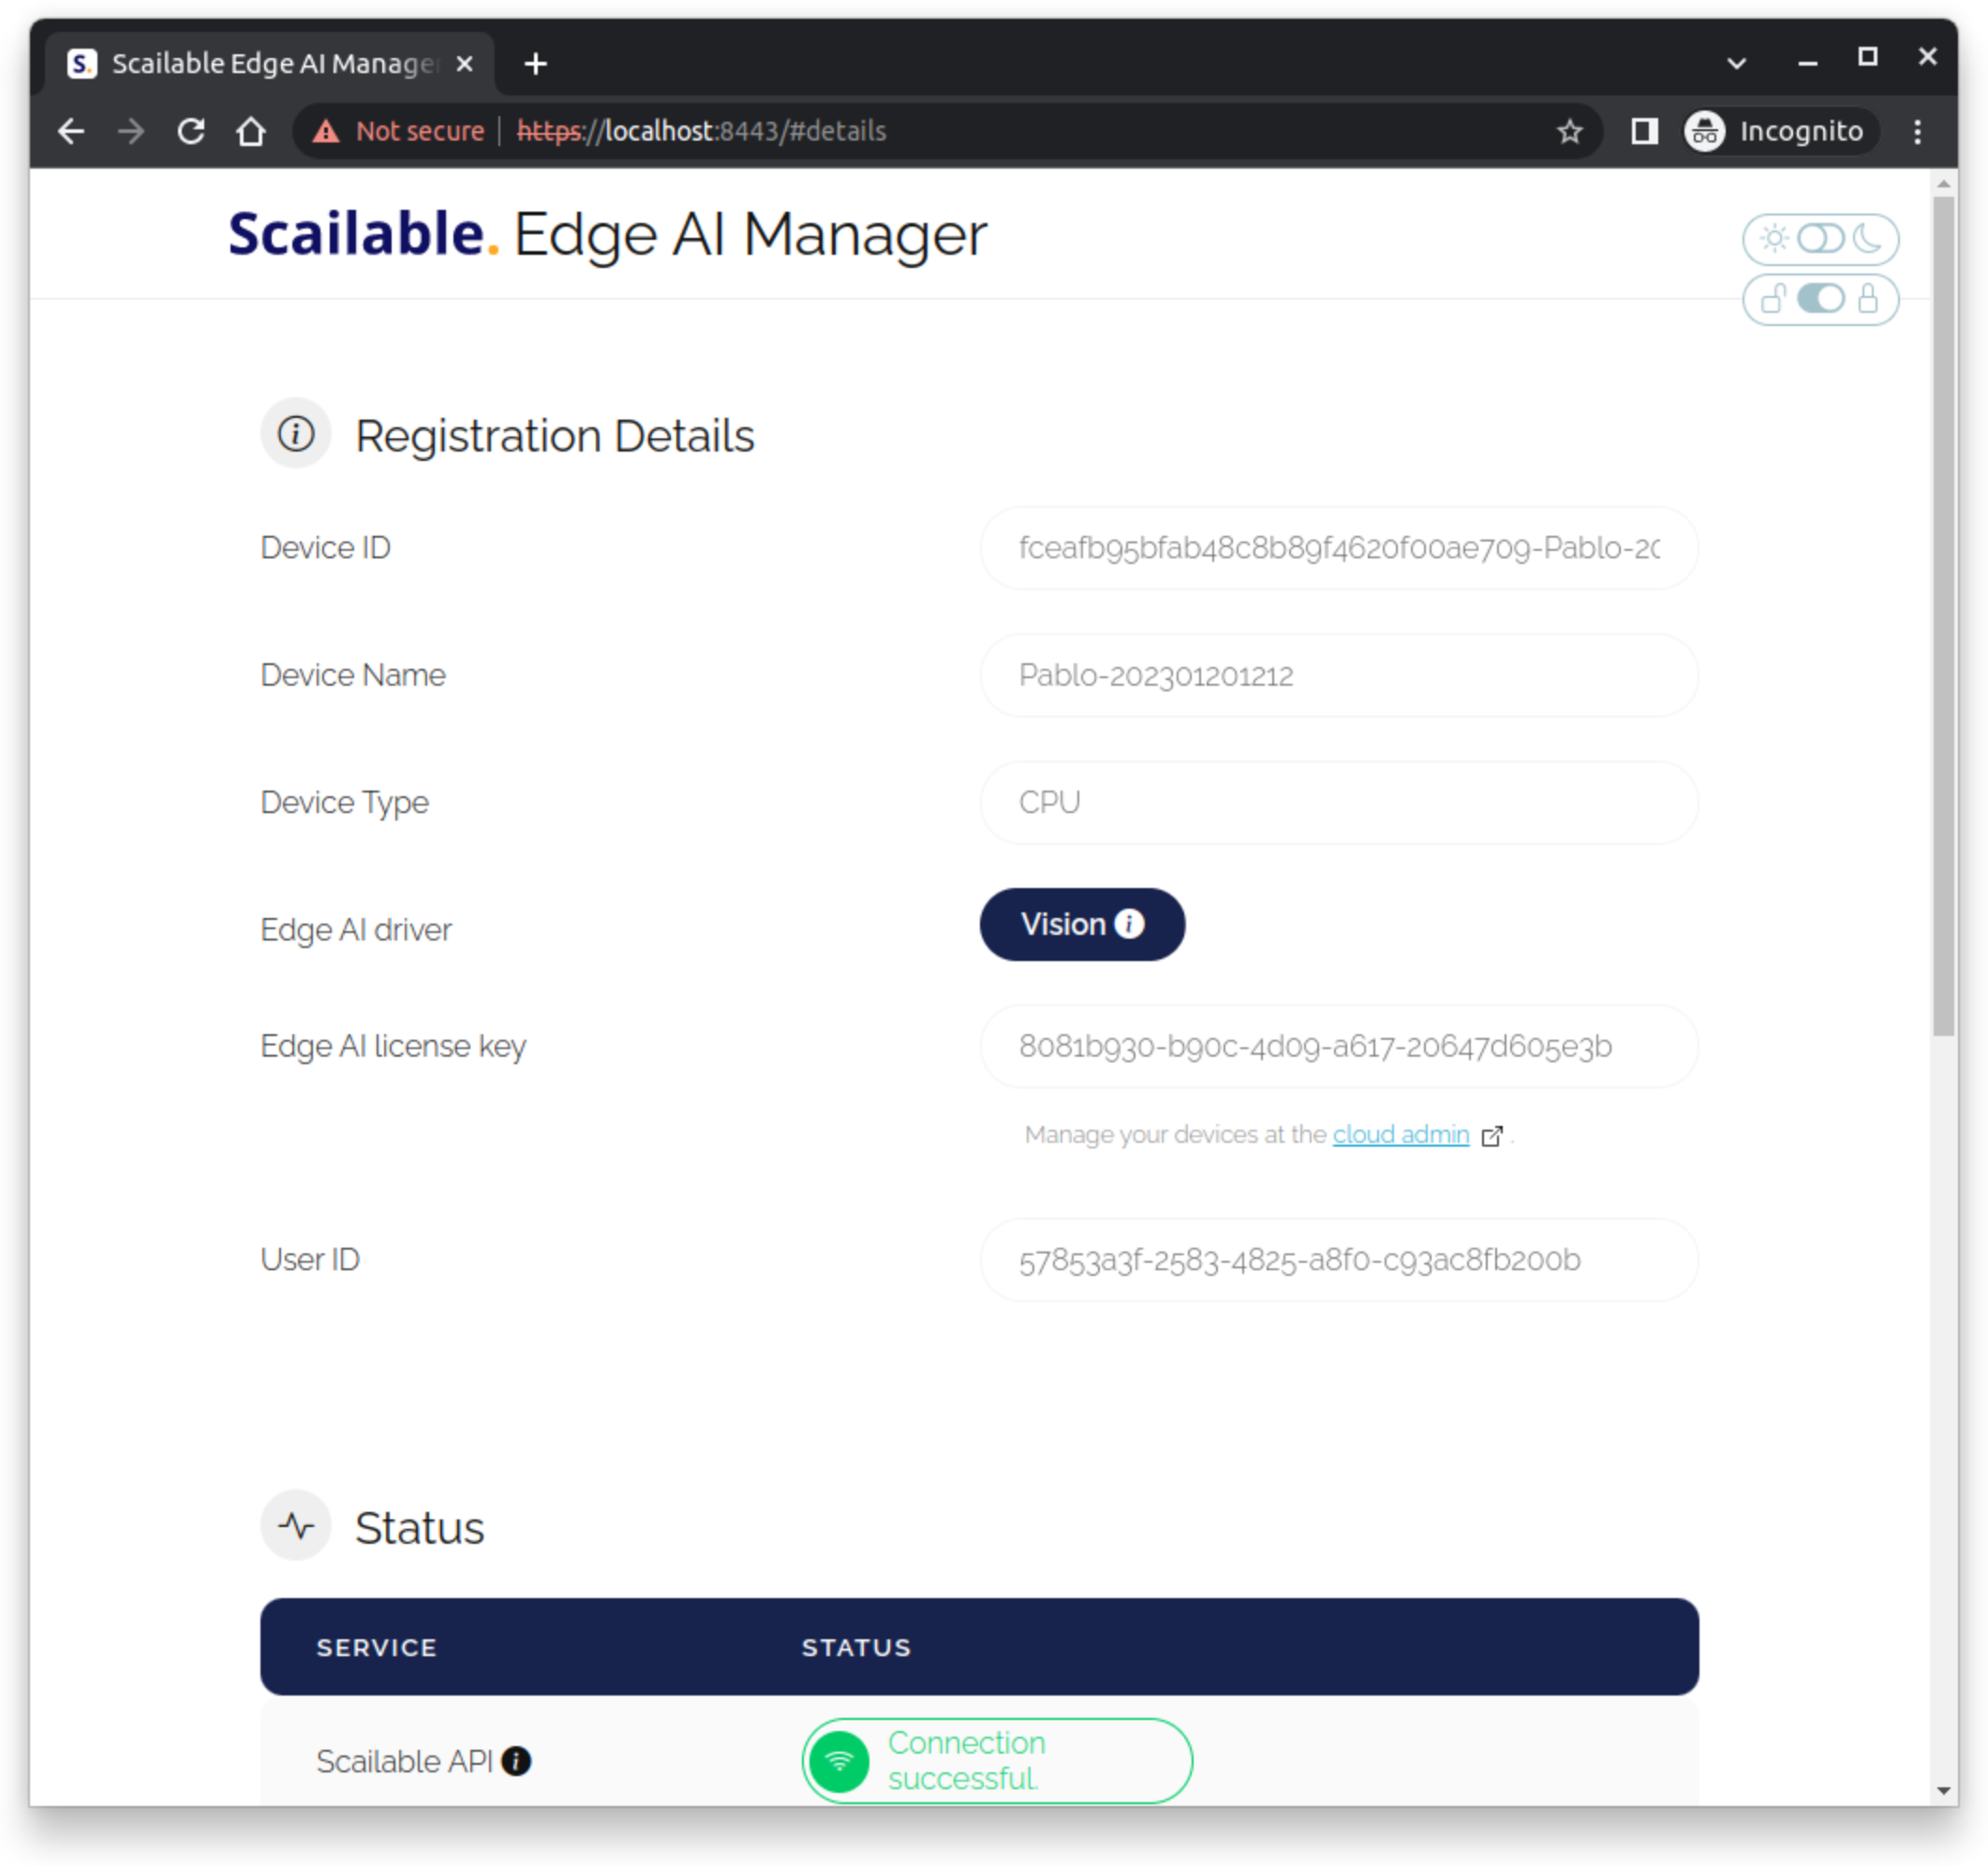 Scailable Edge AI Manage
Not secure | https://localhost:8443/#details
Incognito
Scailable. Edge AI Manager
Registration Details
Device ID
fceafb95bfab48c8b89f4620f00ae709-Pablo-20
Device Name
Pablo-202301201212
Device Type
CPU
Edge AI driver
Vision
Edge AI license key
8081b930-b90c-4d09-a617-20647d605e3b
Manage your devices at the cloud admin .
User ID
57853a3f-2583-4825-a8f0-c93ac8fb200b
Status
SERVICE STATUS
Scailable API
Connection
successful.